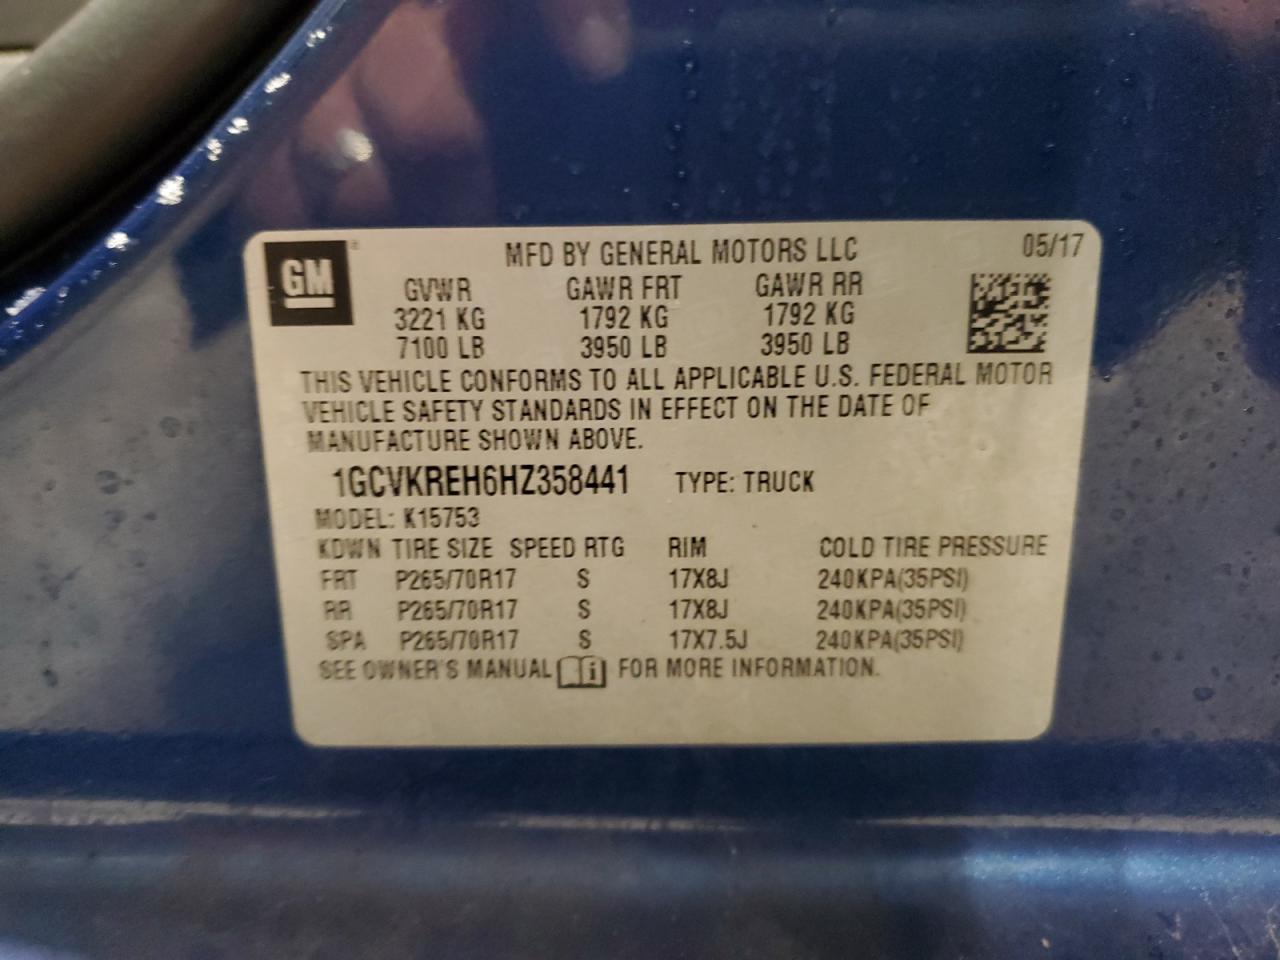 GM ® MFD BY GENERAL MOTORS LLC 05/17
GVWR GAWR FRT GAWR RR
3221 KG 1792 KG 1792 KG
7100 LB 3950 LB 3950 LB
THIS VEHICLE CONFORMS TO ALL APPLICABLE U.S. FEDERAL MOTOR
VEHICLE SAFETY STANDARDS IN EFFECT ON THE DATE OF
MANUFACTURE SHOWN ABOVE.
1GCVKREH6HZ358441 TYPE: TRUCK
MODEL: K15753
KDWN TIRE SIZE SPEED RTG RIM COLD TIRE PRESSURE
FRT P265/70R17 S 17X8J 240KPA(35PSI)
RR P265/70R17 S 17X8J 240KPA(35PSI)
SPA P265/70R17 S 17X7.5J 240KPA(35PSI)
SEE OWNER'S MANUAL i FOR MORE INFORMATION.